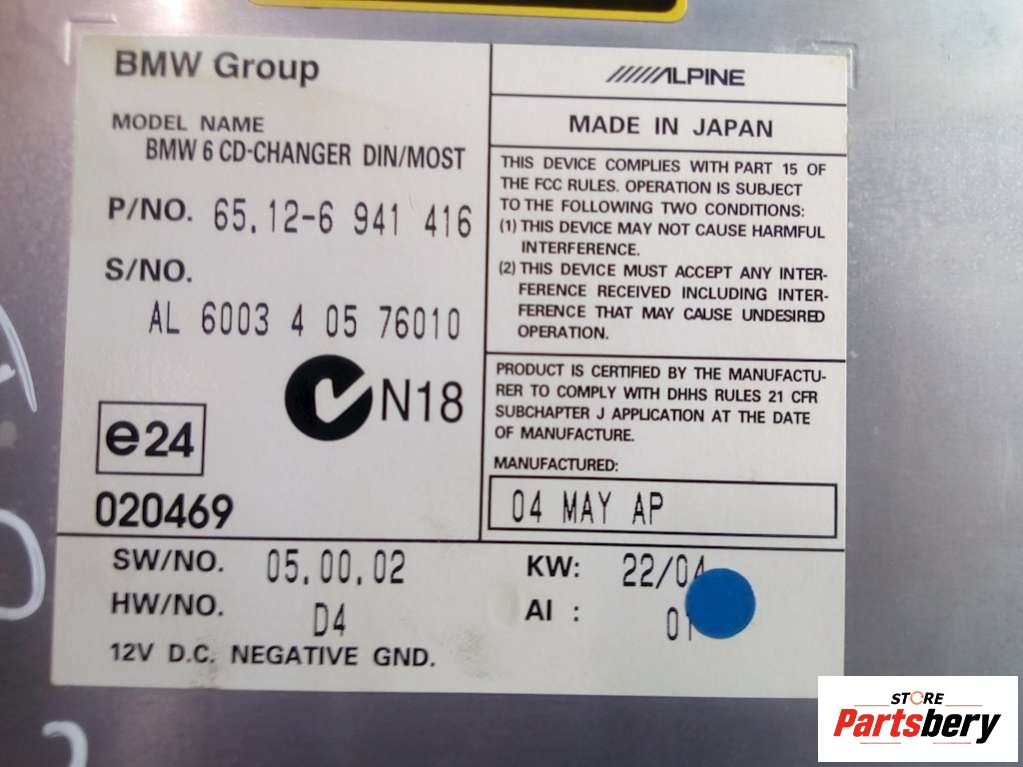 BMW Group
MODEL NAME
BMW 6 CD-CHANGER DIN/MOST
P/NO. 65.12-6 941 416
S/NO.
AL 6003 4 05 76010
N18
e24
020469
ALPINE
MADE IN JAPAN
THIS DEVICE COMPLIES WITH PART 15 OF
THE FCC RULES. OPERATION IS SUBJECT
TO THE FOLLOWING TWO CONDITIONS:
(1) THIS DEVICE MAY NOT CAUSE HARMFUL
INTERFERENCE.
(2) THIS DEVICE MUST ACCEPT ANY INTER-
FERENCE RECEIVED INCLUDING INTER-
FERENCE THAT MAY CAUSE UNDESIRED
OPERATION.
PRODUCT IS CERTIFIED BY THE MANUFACTU-
RER TO COMPLY WITH DHHS RULES 21 CFR
SUBCHAPTER J APPLICATION AT THE DATE
OF MANUFACTURE.
MANUFACTURED:
04 MAY AP
SW/NO. 05.00.02
HW/NO. D4
12V D.C. NEGATIVE GND.
KW: 22/04
AI : 01
STORE
Partsbery